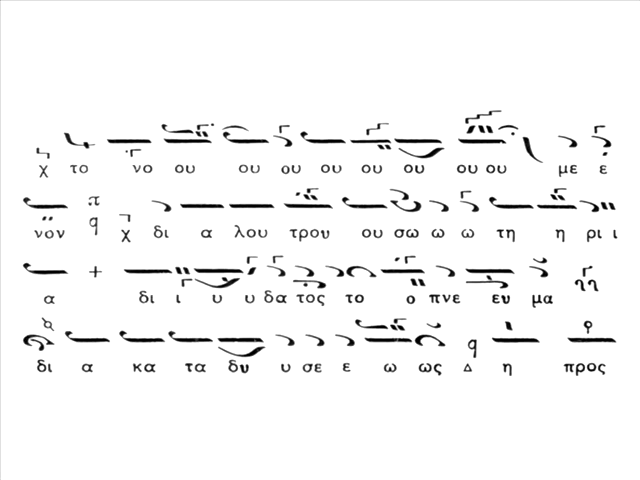 χ το νο ου ου ου ου ου ου ου ου με ε
νον π q χ δι α λου τρου ου σω ω ω τη η ρι ι
α δι ι υ υ δα τος το ο πνε ευ μα
δι α κα τα δυ υ σε ε ω ως q Δ η προς